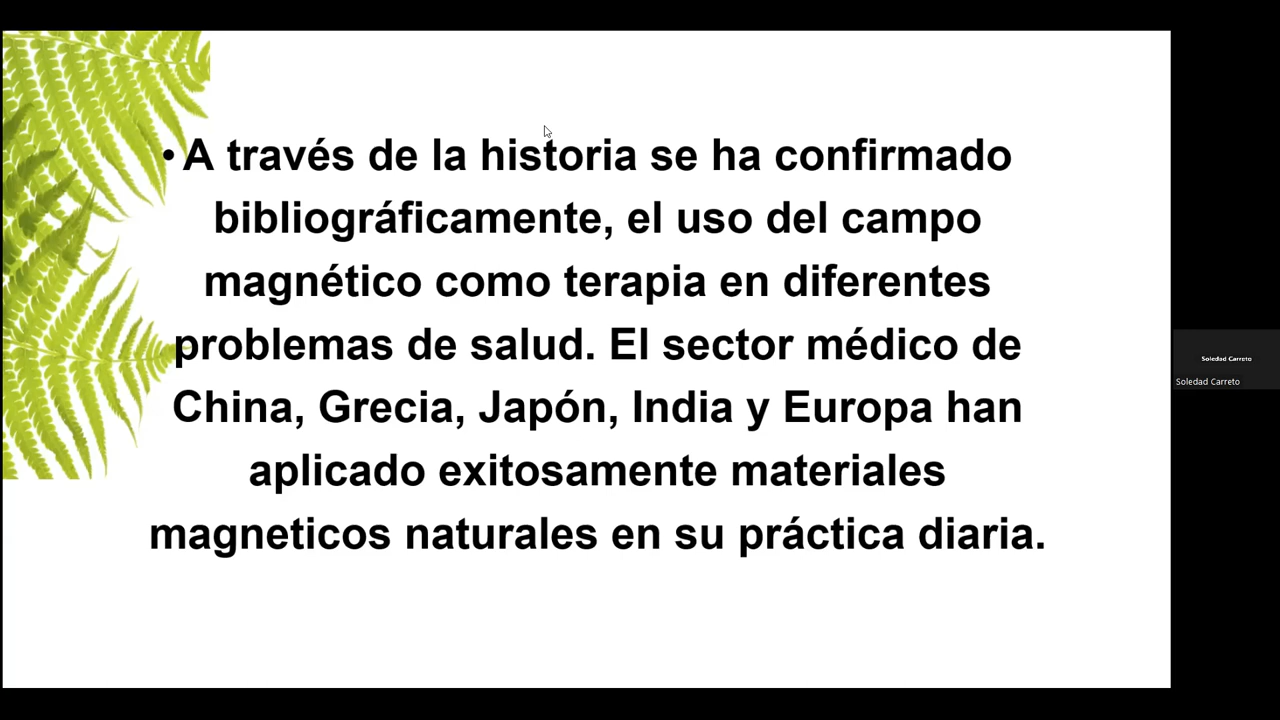 • A través de la historia se ha confirmado
bibliográficamente, el uso del campo
magnético como terapia en diferentes
problemas de salud. El sector médico de
China, Grecia, Japón, India y Europa han
aplicado exitosamente materiales
magneticos naturales en su práctica diaria.
Soledad Carreto
Soledad Carreto